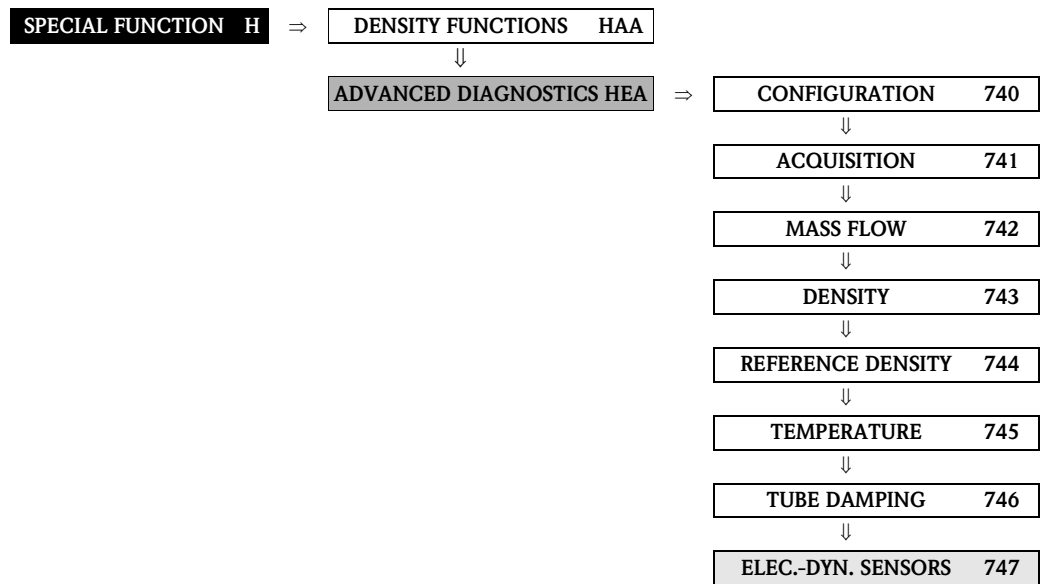 SPECIAL FUNCTION H ⇒ DENSITY FUNCTIONS HAA
⇓
ADVANCED DIAGNOSTICS HEA ⇒ CONFIGURATION 740
⇓
ACQUISITION 741
⇓
MASS FLOW 742
⇓
DENSITY 743
⇓
REFERENCE DENSITY 744
⇓
TEMPERATURE 745
⇓
TUBE DAMPING 746
⇓
ELEC.-DYN. SENSORS 747